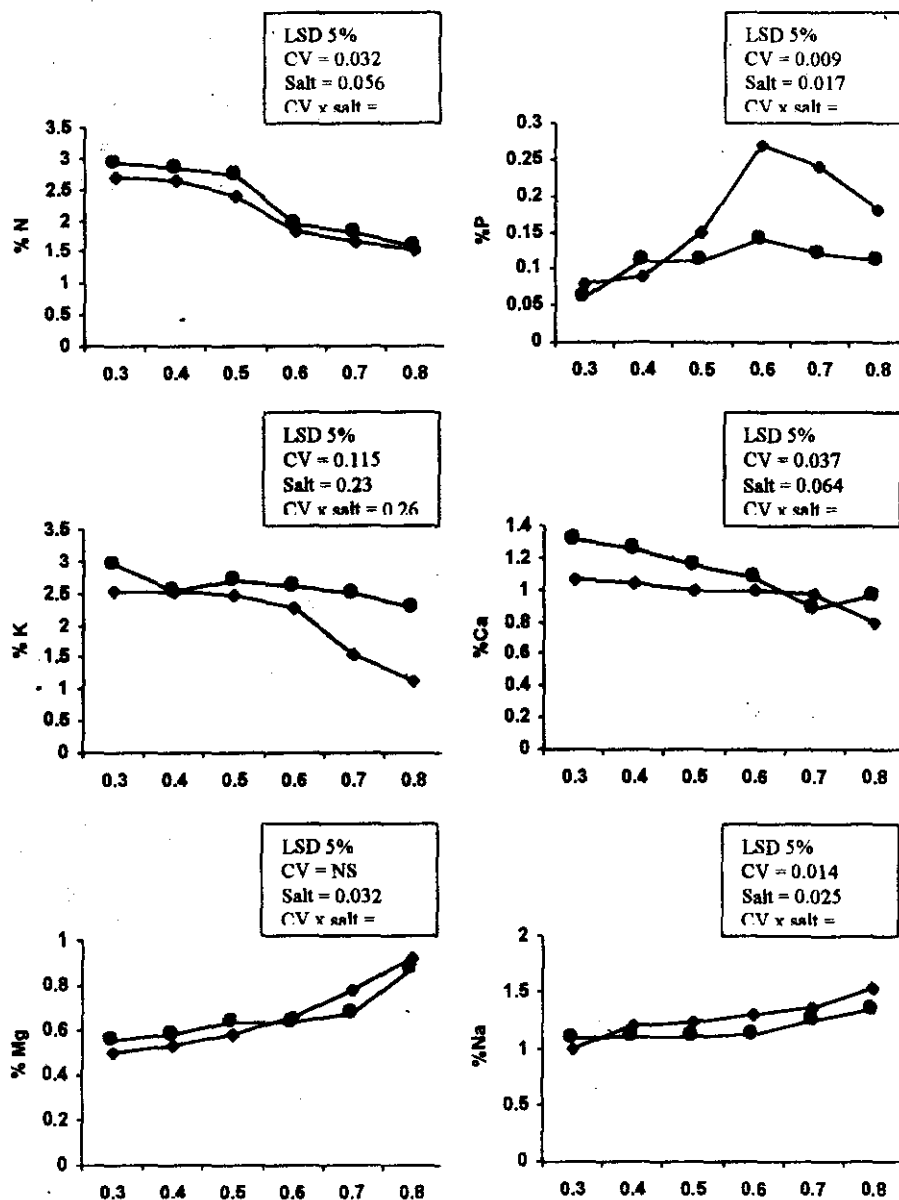 LSD 5%
CV = 0.032
Salt = 0.056
CV x salt =
% N
3.5
3
2.5
2
1.5
1
0.5
0
0.3 0.4 0.5 0.6 0.7 0.8
LSD 5%
CV = 0.009
Salt = 0.017
CV x salt =
%P
0.3
0.25
0.2
0.15
0.1
0.05
0
0.3 0.4 0.5 0.6 0.7 0.8
LSD 5%
CV = 0.115
Salt = 0.23
CV x salt = 0.26
% K
3.5
3
2.5
2
1.5
1
0.5
0
0.3 0.4 0.5 0.6 0.7 0.8
LSD 5%
CV = 0.037
Salt = 0.064
CV x salt =
%Ca
1.4
1.2
1
0.8
0.6
0.4
0.2
0
0.3 0.4 0.5 0.6 0.7 0.8
LSD 5%
CV = NS
Salt = 0.032
CV x salt =
% Mg
1
0.8
0.6
0.4
0.2
0
0.3 0.4 0.5 0.6 0.7 0.8
LSD 5%
CV = 0.014
Salt = 0.025
CV x salt =
%Na
2
1.5
1
0.5
0
0.3 0.4 0.5 0.6 0.7 0.8